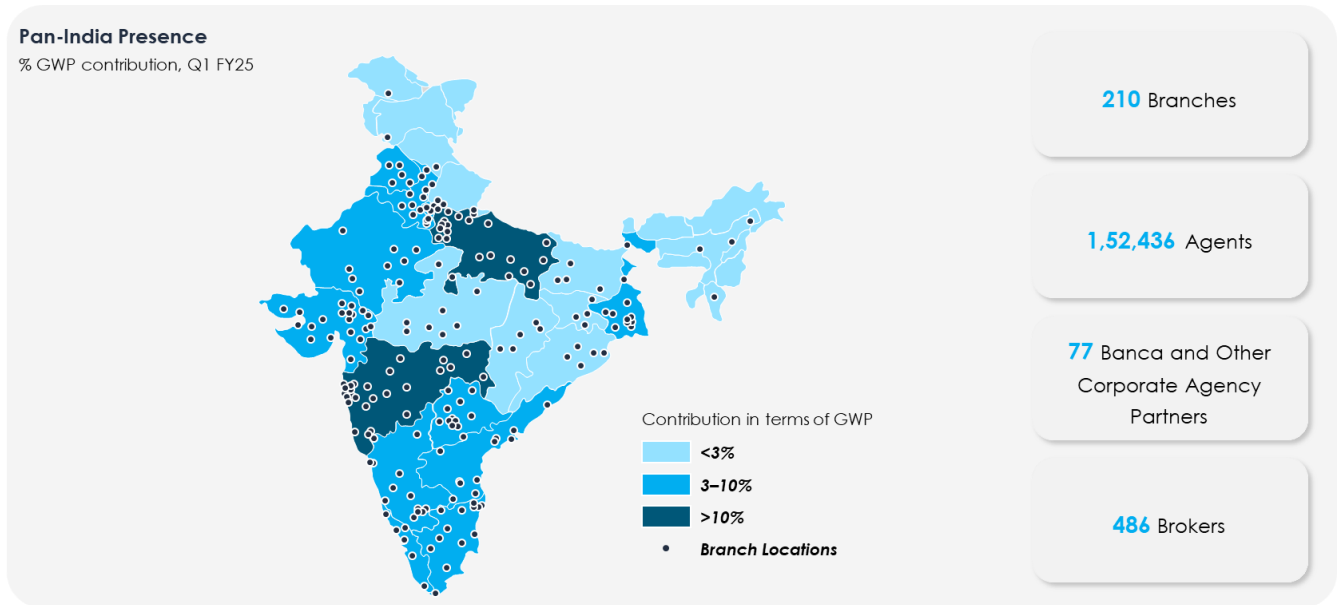 Pan-India Presence
% GWP contribution, Q1 FY25
210 Branches
1,52,436 Agents
77 Banca and Other
Corporate Agency
Partners
486 Brokers
Contribution in terms of GWP
<3%
3–10%
>10%
Branch Locations